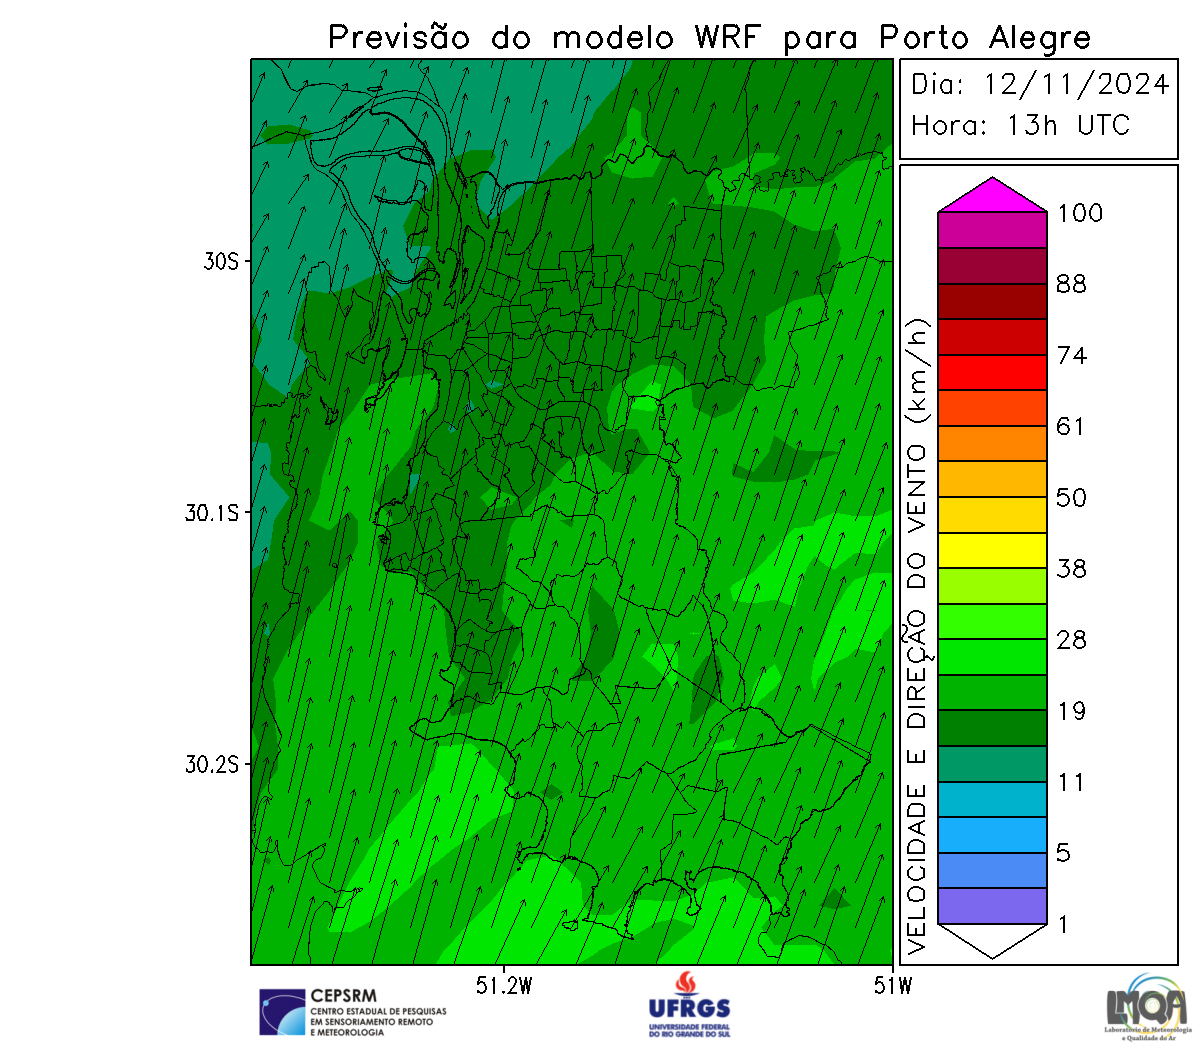 Previsão do modelo WRF para Porto Alegre
Dia: 12/11/2024
Hora: 13h UTC
30S
30.1S
30.2S
51.2W
51W
VELOCIDADE E DIREÇÃO DO VENTO (km/h)
100
88
74
61
50
38
28
19
11
5
1
CEPSRM
CENTRO ESTADUAL DE PESQUISAS
EM SENSORIAMENTO REMOTO
E METEOROLOGIA
UFRGS
UNIVERSIDADE FEDERAL
DO RIO GRANDE DO SUL
LMQA
Laboratório de Meteorologia
e Qualidade do Ar